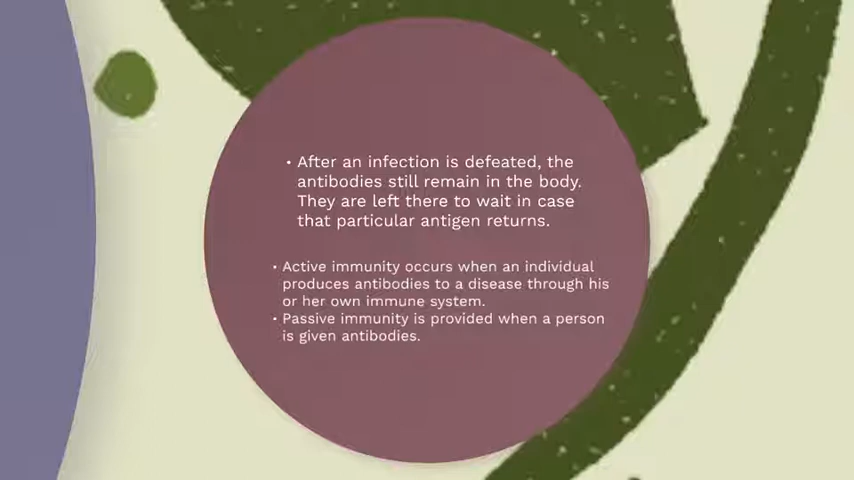 • After an infection is defeated, the
antibodies still remain in the body.
They are left there to wait in case
that particular antigen returns.
• Active immunity occurs when an individual
produces antibodies to a disease through his
or her own immune system.
• Passive immunity is provided when a person
is given antibodies.